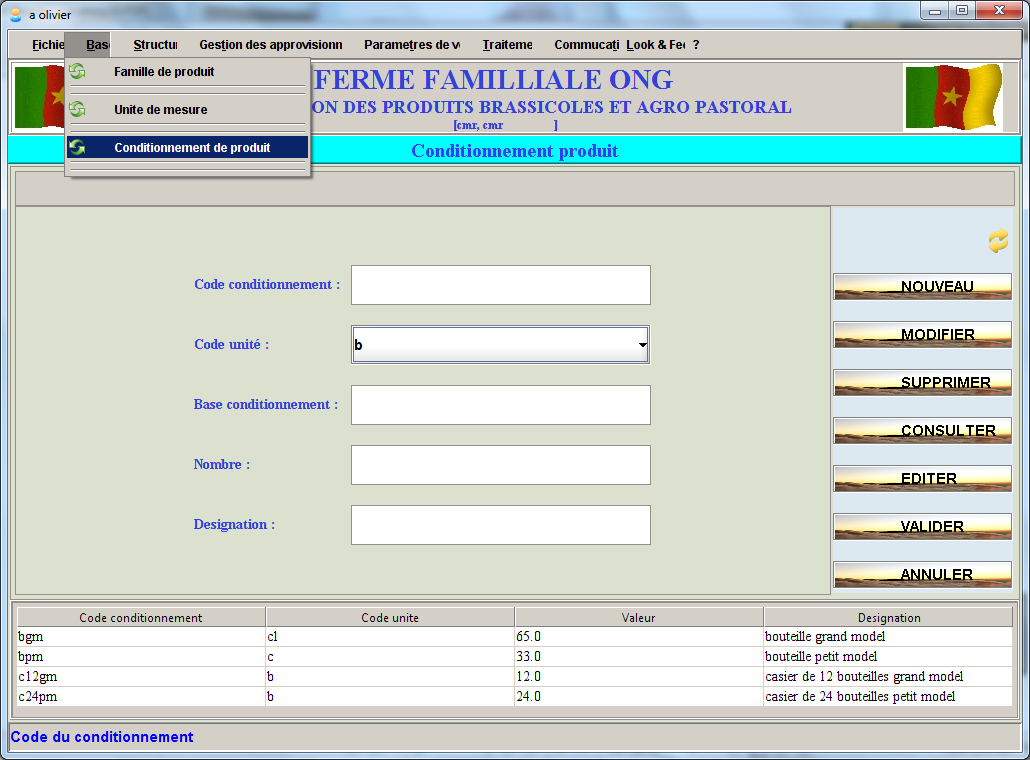 a olivier
Fichie Base Structu Gestion des approvisionn Parametres de v Traiteme Commucati Look & Fee ?
Famille de produit
Unite de mesure
Conditionnement de produit
FERME FAMILLIALE ONG
ION DES PRODUITS BRASSICOLES ET AGRO PASTORAL
[cmr, cmr ]
Conditionnement produit
Code conditionnement :
Code unité :
b
Base conditionnement :
Nombre :
Designation :
NOUVEAU
MODIFIER
SUPPRIMER
CONSULTER
EDITER
VALIDER
ANNULER
Code conditionnement Code unite Valeur Designation
bgm cl 65.0 bouteille grand model
bpm c 33.0 bouteille petit model
c12gm b 12.0 casier de 12 bouteilles grand model
c24pm b 24.0 casier de 24 bouteilles petit model
Code du conditionnement